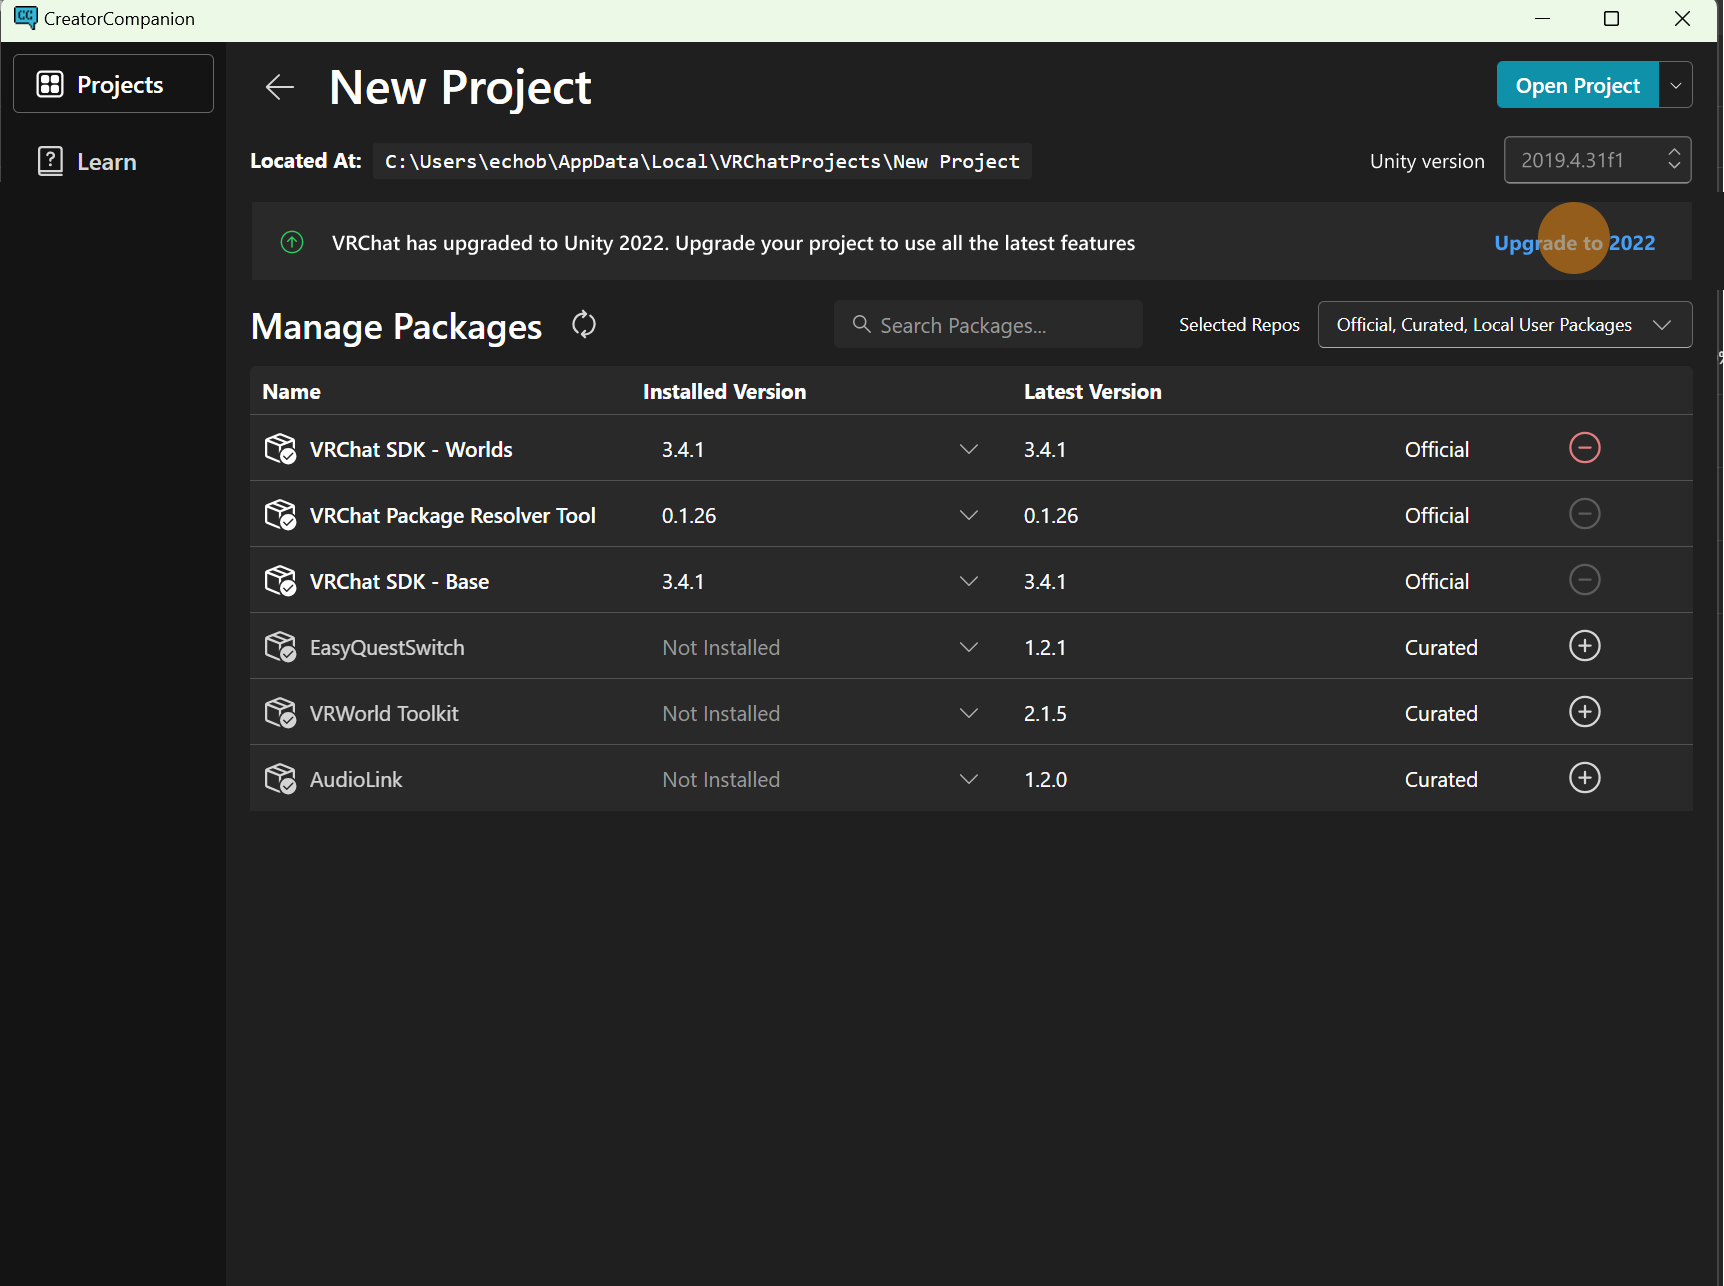 CreatorCompanion
Projects
Learn
New Project
Open Project
Located At: C:\Users\echob\AppData\Local\VRChatProjects\New Project
Unity version 2019.4.31f1
VRChat has upgraded to Unity 2022. Upgrade your project to use all the latest features
Upgrade to 2022
Manage Packages
Search Packages...
Selected Repos
Official, Curated, Local User Packages
Name Installed Version Latest Version
VRChat SDK - Worlds 3.4.1 3.4.1 Official
VRChat Package Resolver Tool 0.1.26 0.1.26 Official
VRChat SDK - Base 3.4.1 3.4.1 Official
EasyQuestSwitch Not Installed 1.2.1 Curated
VRWorld Toolkit Not Installed 2.1.5 Curated
AudioLink Not Installed 1.2.0 Curated